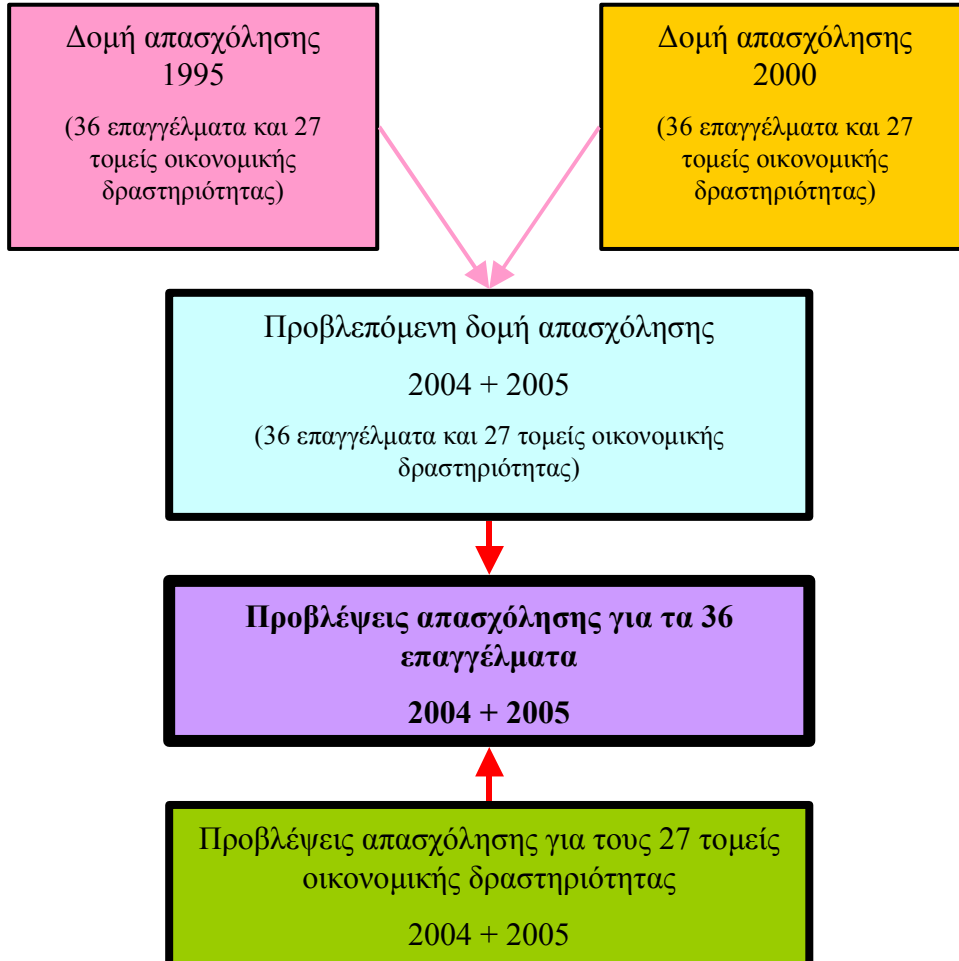 Δομή απασχόλησης
1995
(36 επαγγέλματα και 27
τομείς οικονομικής
δραστηριότητας)
Δομή απασχόλησης
2000
(36 επαγγέλματα και 27
τομείς οικονομικής
δραστηριότητας)
Προβλεπόμενη δομή απασχόλησης
2004 + 2005
(36 επαγγέλματα και 27 τομείς οικονομικής
δραστηριότητας)
Προβλέψεις απασχόλησης για τα 36
επαγγέλματα
2004 + 2005
Προβλέψεις απασχόλησης για τους 27 τομείς
οικονομικής δραστηριότητας
2004 + 2005